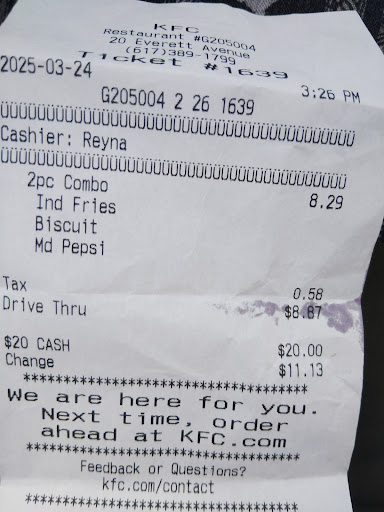 KFC
Restaurant #G205004
20 Everett Avenue
(617)389-1799
Ticket #1639
2025-03-24 3:26 PM
G205004 2 26 1639
ÜÜÜÜÜÜÜÜÜÜÜÜÜÜÜÜÜÜÜÜÜÜÜÜÜÜÜÜÜÜÜÜÜÜÜÜÜÜ
Cashier: Reyna
ÜÜÜÜÜÜÜÜÜÜÜÜÜÜÜÜÜÜÜÜÜÜÜÜÜÜÜÜÜÜÜÜÜÜÜÜÜÜ
2pc Combo 8.29
Ind Fries
Biscuit
Md Pepsi
Tax 0.58
Drive Thru $8.87
$20 CASH $20.00
Change $11.13
**********************************
We are here for you.
Next time, order
ahead at KFC.com
**********************************
Feedback or Questions?
kfc.com/contact
**********************************